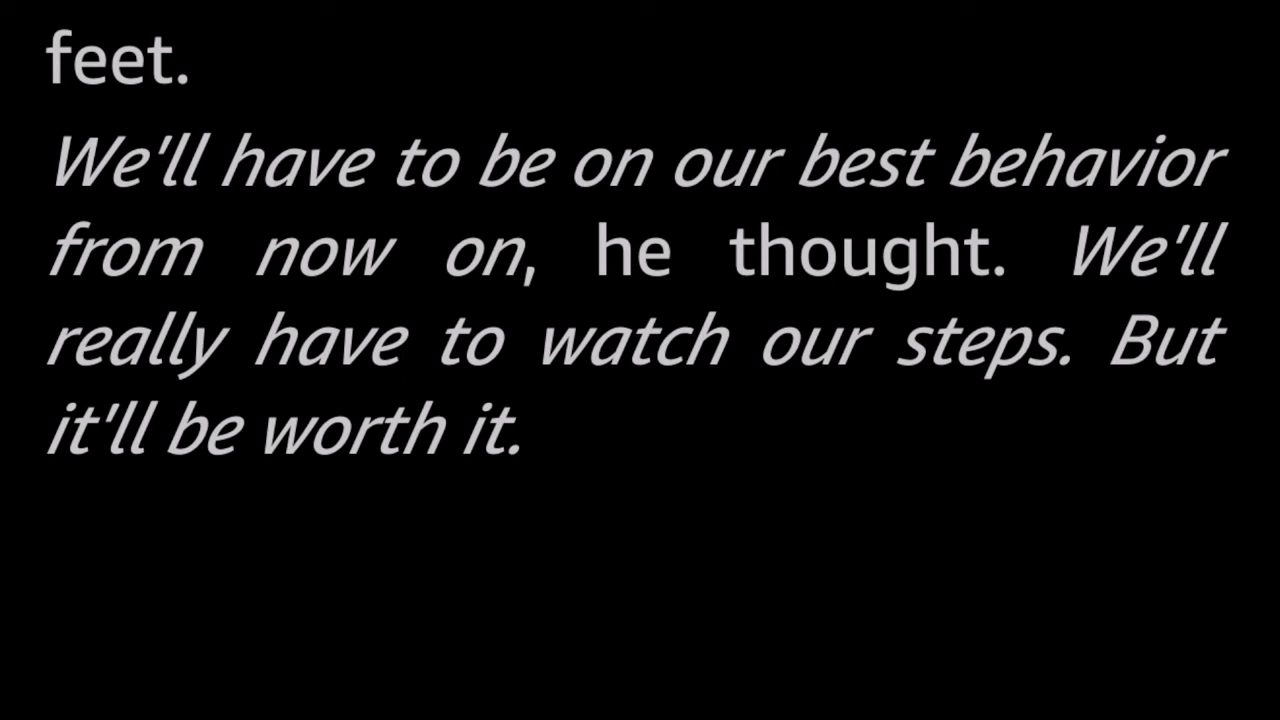 feet.
We'll have to be on our best behavior
from now on, he thought. We'll
really have to watch our steps. But
it'll be worth it.